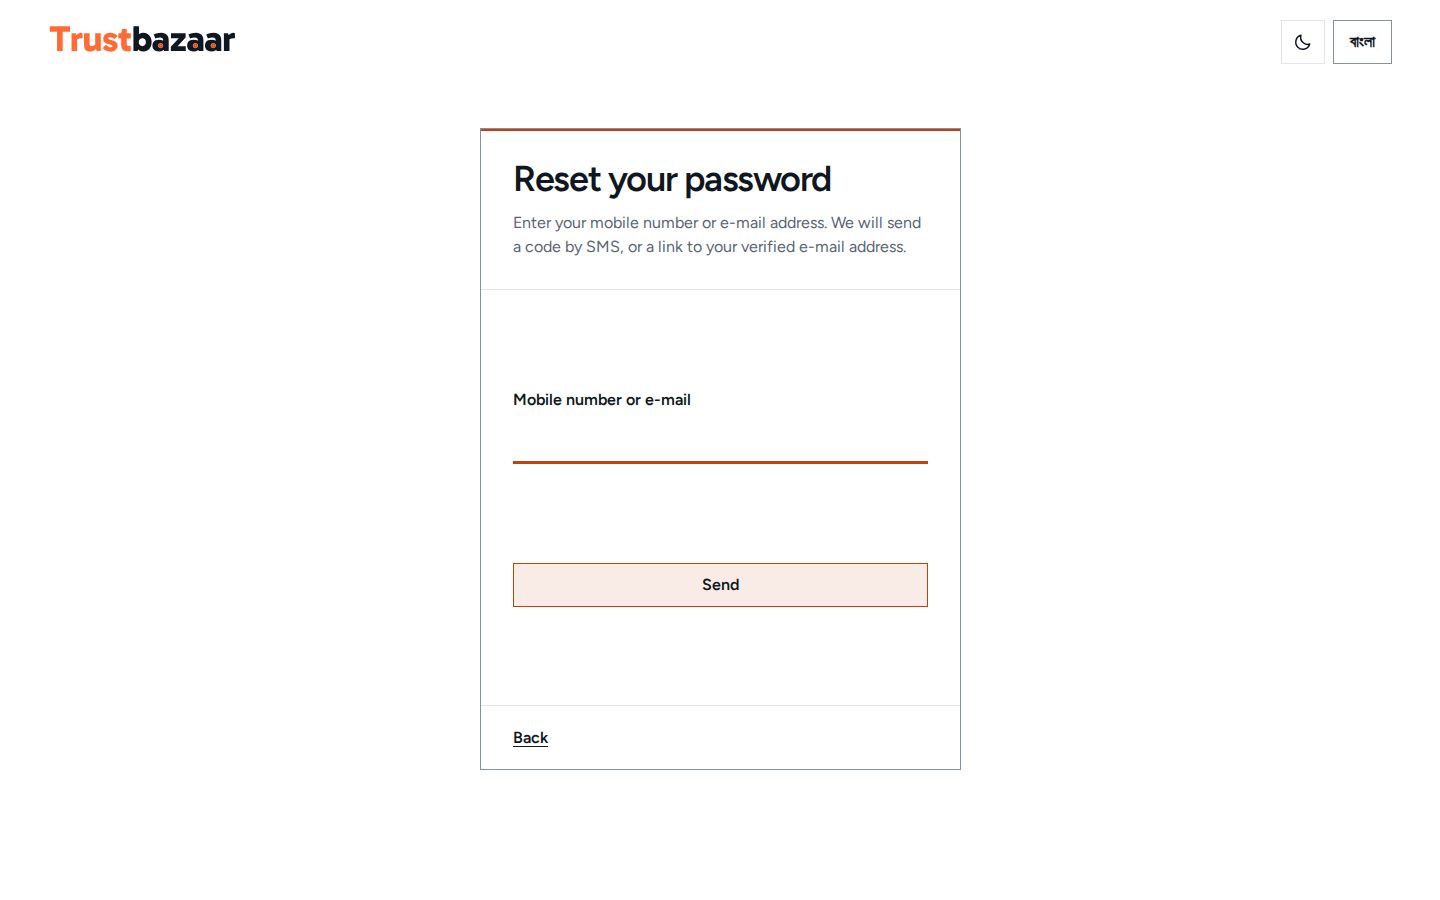 Trustbazaar
বাংলা
Reset your password
Enter your mobile number or e-mail address. We will send
a code by SMS, or a link to your verified e-mail address.
Mobile number or e-mail
Send
Back